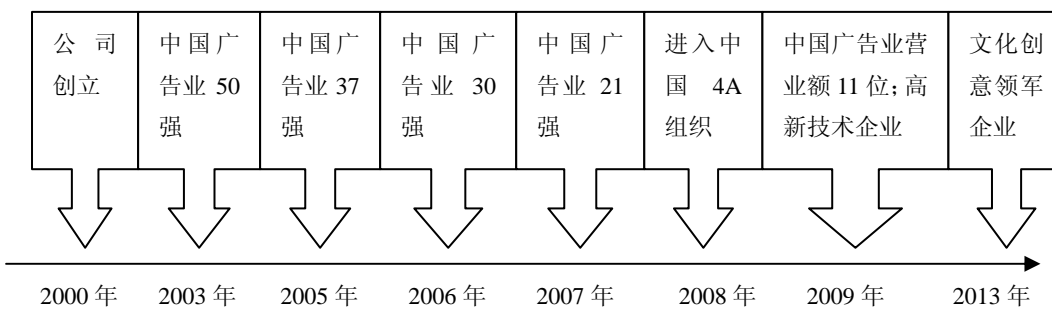 公司
创立
中国广
告业 50
强
中国广
告业 37
强
中国广
告业 30
强
中国广
告业 21
强
进入中
国 4A
组织
中国广告业营
业额 11 位；高
新技术企业
文化创
意领军
企业
2000 年
2003 年
2005 年
2006 年
2007 年
2008 年
2009 年
2013 年